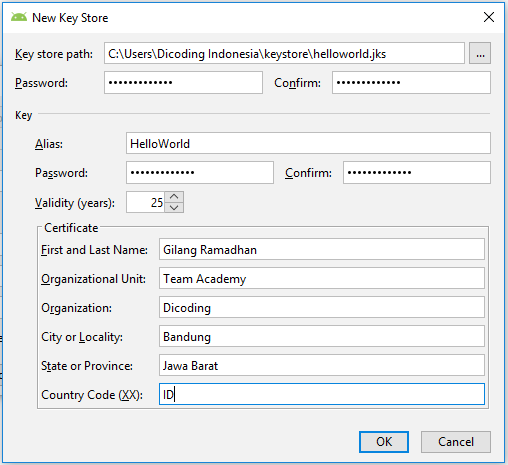 New Key Store
Key store path: C:\Users\Dicoding Indonesia\keystore\helloworld.jks ...
Password: ••••••••••••• Confirm: •••••••••••••
Key
Alias: HelloWorld
Password: ••••••••••••• Confirm: •••••••••••••
Validity (years): 25
Certificate
First and Last Name: Gilang Ramadhan
Organizational Unit: Team Academy
Organization: Dicoding
City or Locality: Bandung
State or Province: Jawa Barat
Country Code (XX): ID
OK Cancel